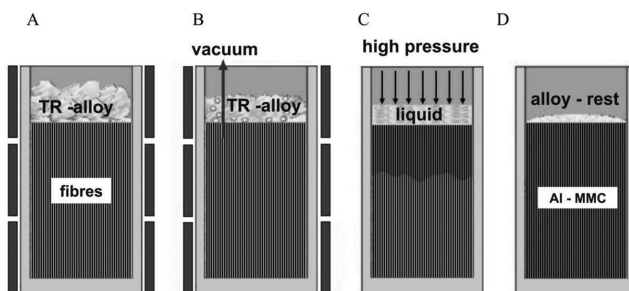 A
B
C
D
vacuum
high pressure
TR -alloy
TR -alloy
liquid
alloy - rest
fibres
Al - MMC